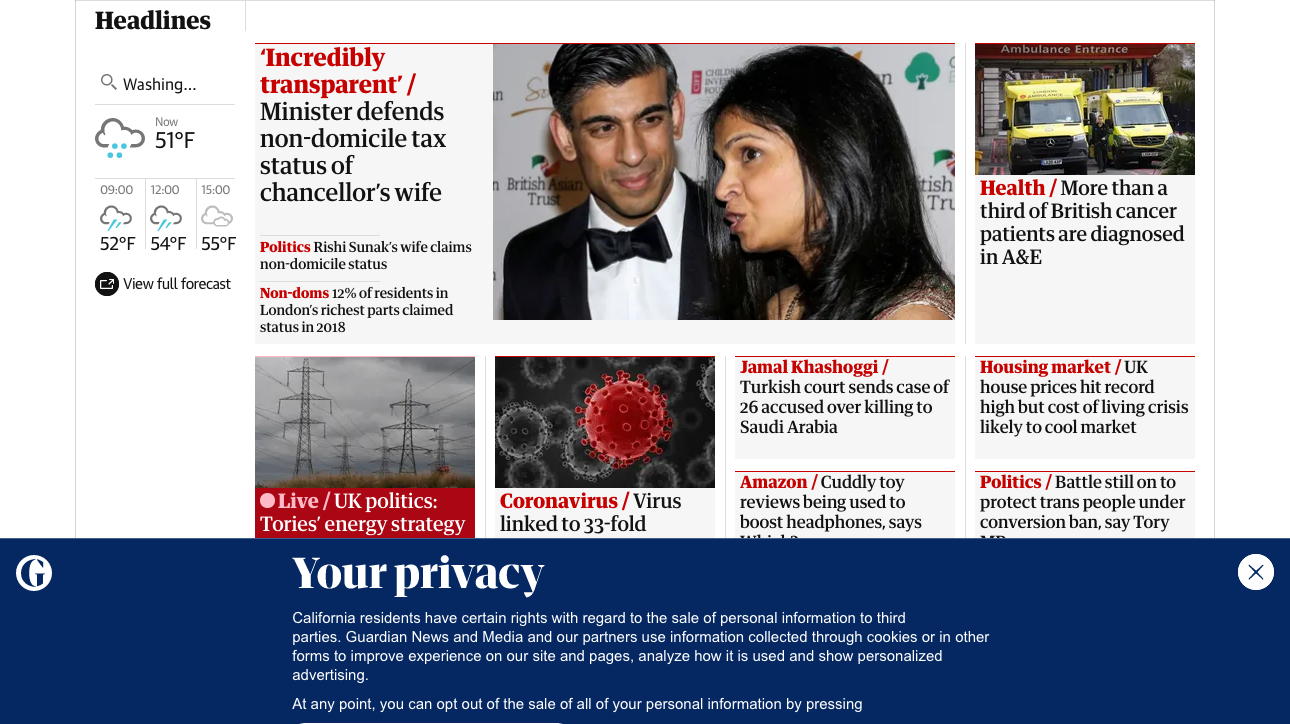 Headlines
Washing...
Now
51°F
09:00
12:00
15:00
52°F
54°F
55°F
View full forecast
‘Incredibly
transparent’ /
Minister defends
non-domicile tax
status of
chancellor’s wife
Politics Rishi Sunak’s wife claims
non-domicile status
Non-doms 12% of residents in
London’s richest parts claimed
status in 2018
British Asian
Trust
Ambulance Entrance
Health / More than a
third of British cancer
patients are diagnosed
in A&E
Live / UK politics:
Tories’ energy strategy
Coronavirus / Virus
linked to 33-fold
Jamal Khashoggi /
Turkish court sends case of
26 accused over killing to
Saudi Arabia
Amazon / Cuddly toy
reviews being used to
boost headphones, says
Housing market / UK
house prices hit record
high but cost of living crisis
likely to cool market
Politics / Battle still on to
protect trans people under
conversion ban, say Tory
Your privacy
California residents have certain rights with regard to the sale of personal information to third
parties. Guardian News and Media and our partners use information collected through cookies or in other
forms to improve experience on our site and pages, analyze how it is used and show personalized
advertising.
At any point, you can opt out of the sale of all of your personal information by pressing